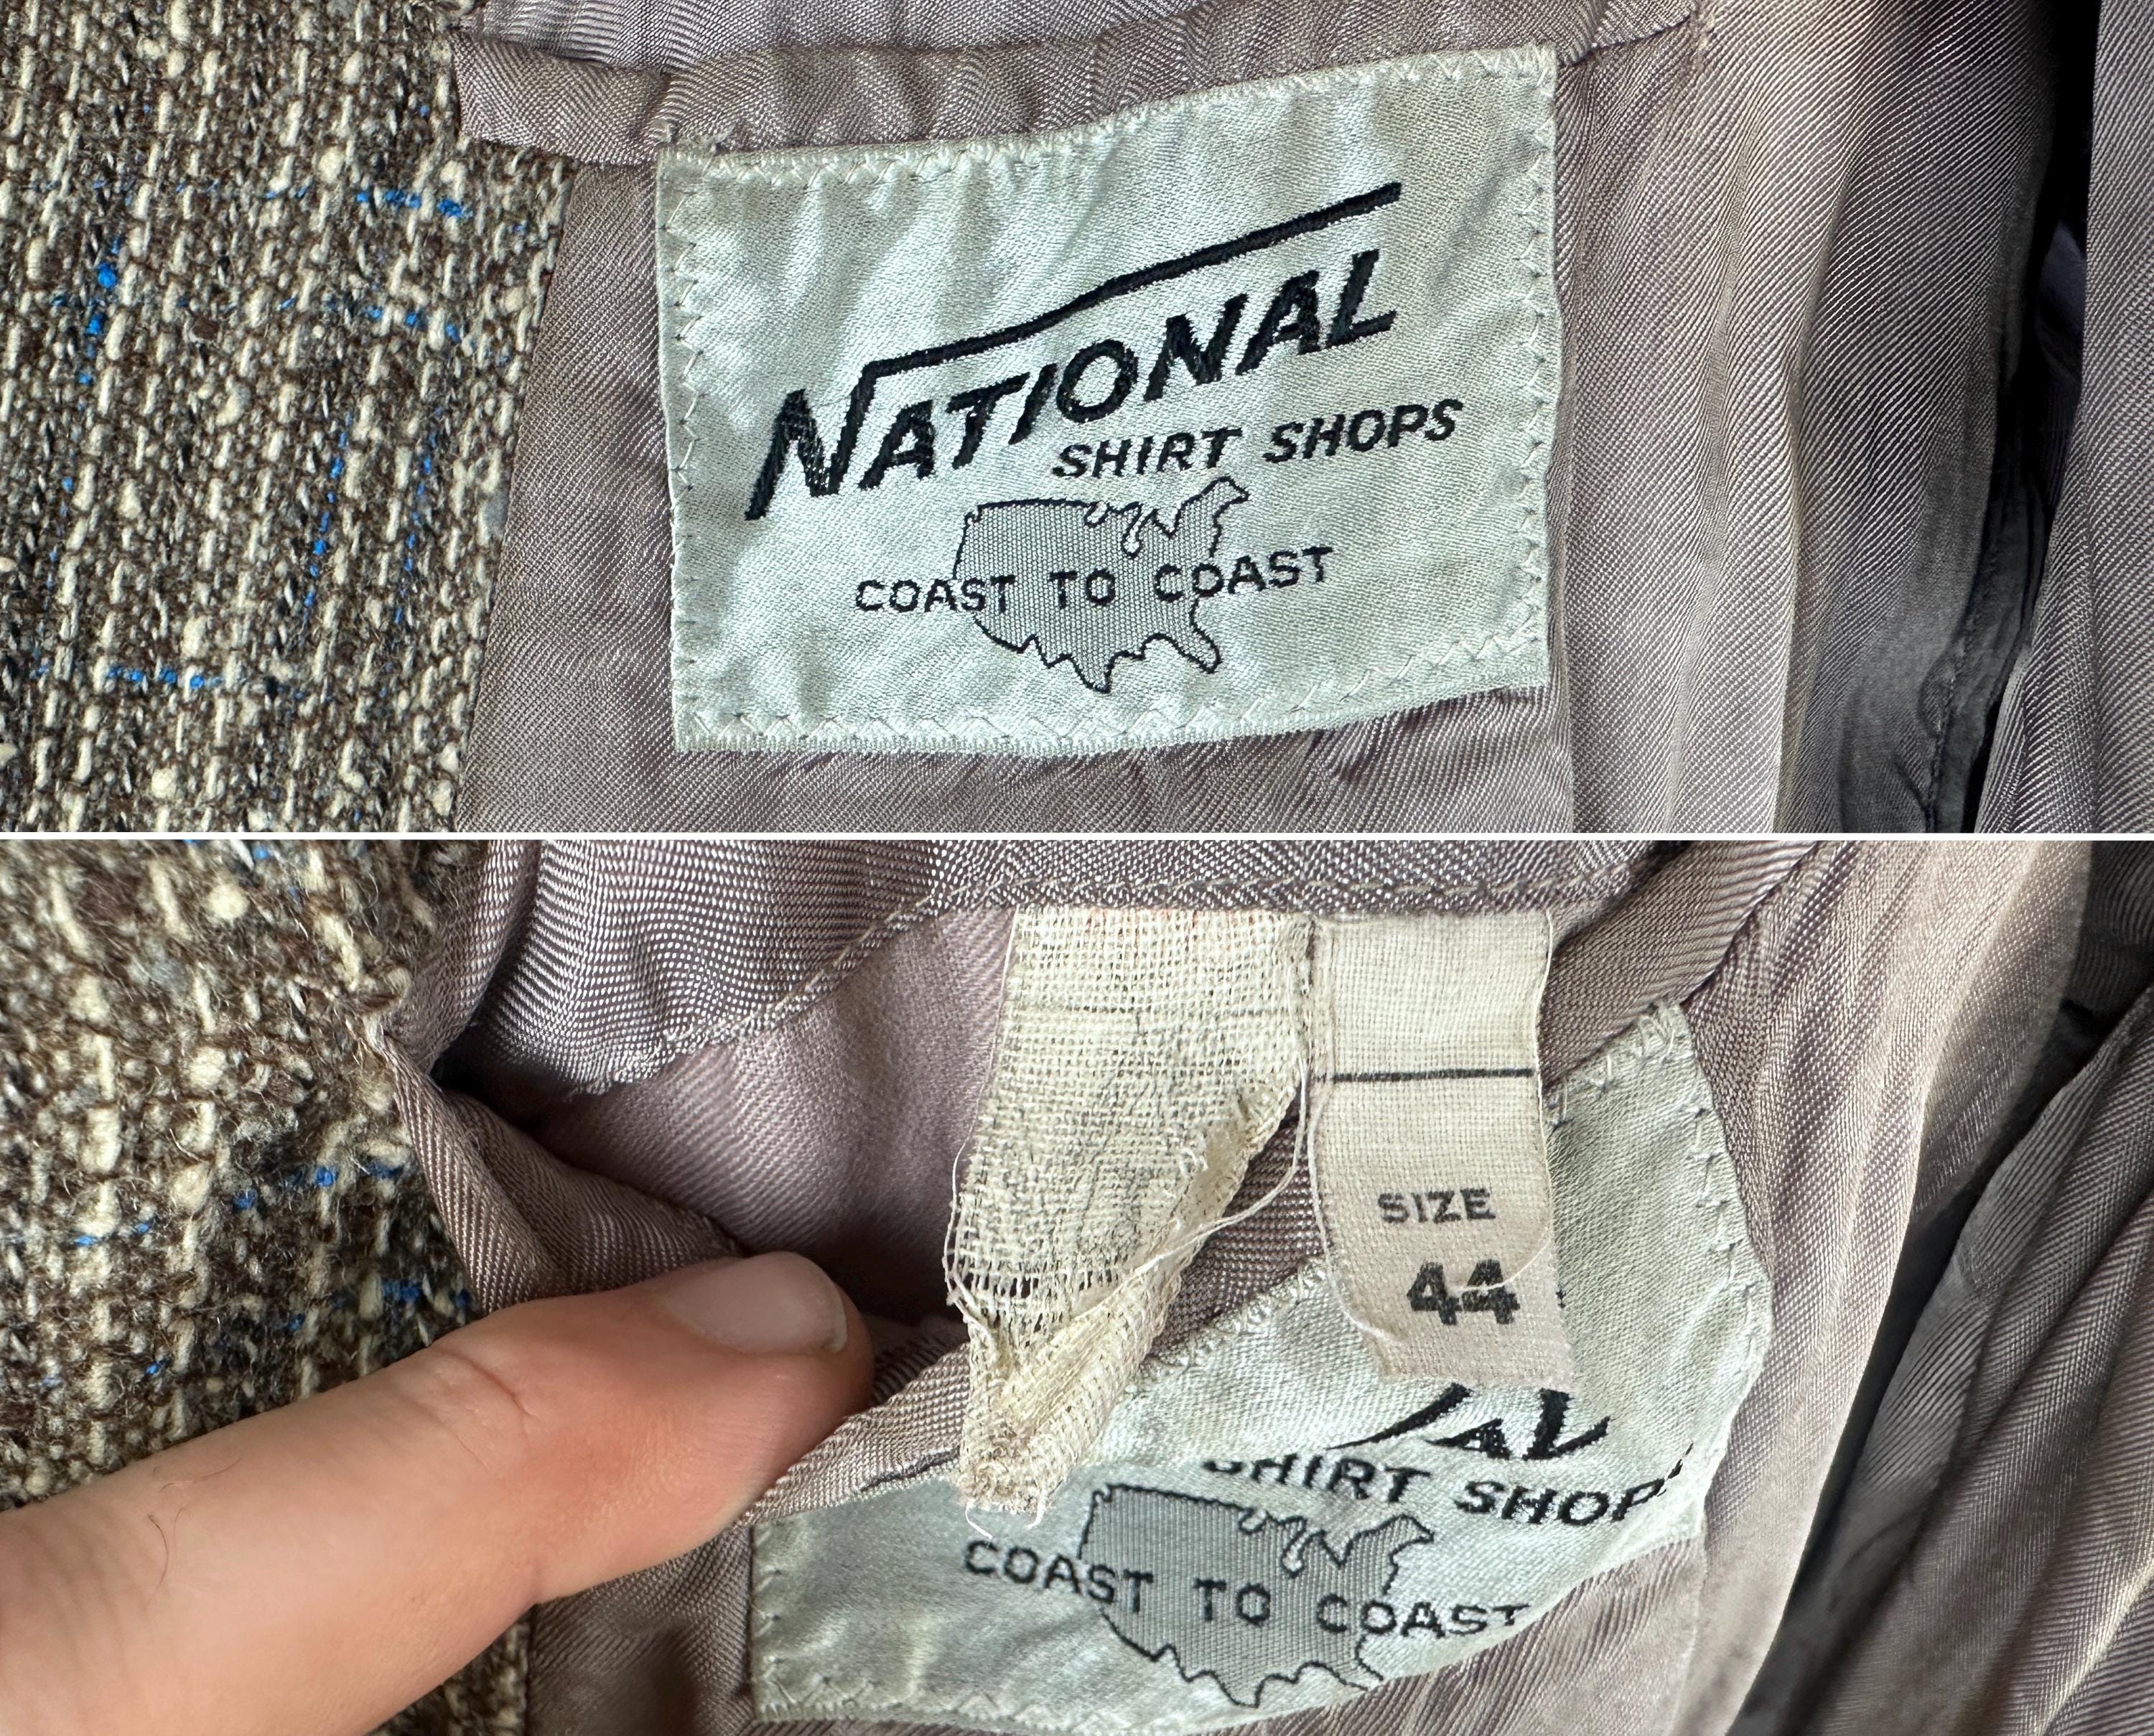 NATIONAL
SHIRT SHOPS
COAST TO COAST
SIZE
44
SHIRT SHOP
COAST TO COAST